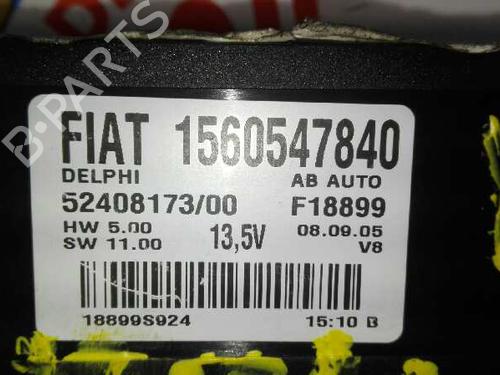 B-PARTS
FIAT 1560547840
DELPHI AB AUTO
52408173/00 F18899
HW 5.00 13,5V 08.09.05
SW 11.00 V8
18899S924 15:10 B